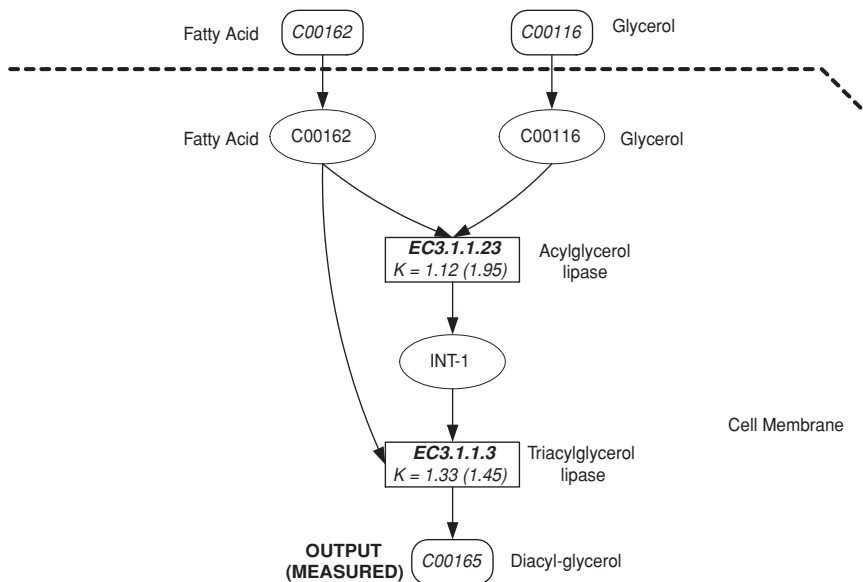 Fatty Acid C00162 C00116 Glycerol
Fatty Acid C00162 C00116 Glycerol
EC3.1.1.23
K = 1.12 (1.95)
Acylglycerol
lipase
INT-1
Cell Membrane
EC3.1.1.3
K = 1.33 (1.45)
Triacylglycerol
lipase
OUTPUT
(MEASURED)
C00165 Diacyl-glycerol